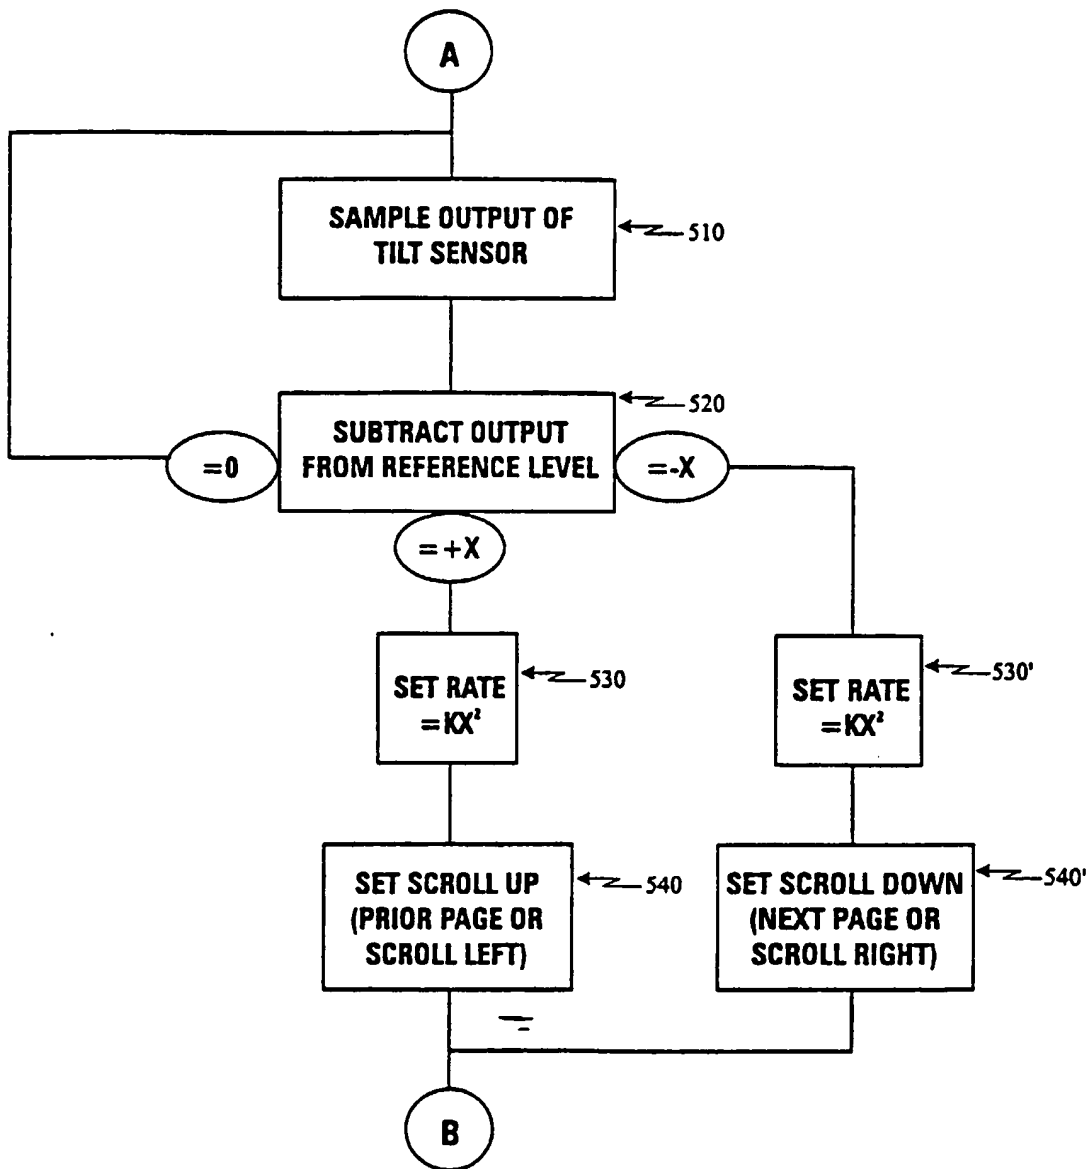 A
SAMPLE OUTPUT OF
TILT SENSOR
510
520
SUBTRACT OUTPUT
FROM REFERENCE LEVEL
=0
=-X
=+X
530
SET RATE
=KX²
530'
SET RATE
=KX²
SET SCROLL UP
(PRIOR PAGE OR
SCROLL LEFT)
540
SET SCROLL DOWN
(NEXT PAGE OR
SCROLL RIGHT)
540'
B